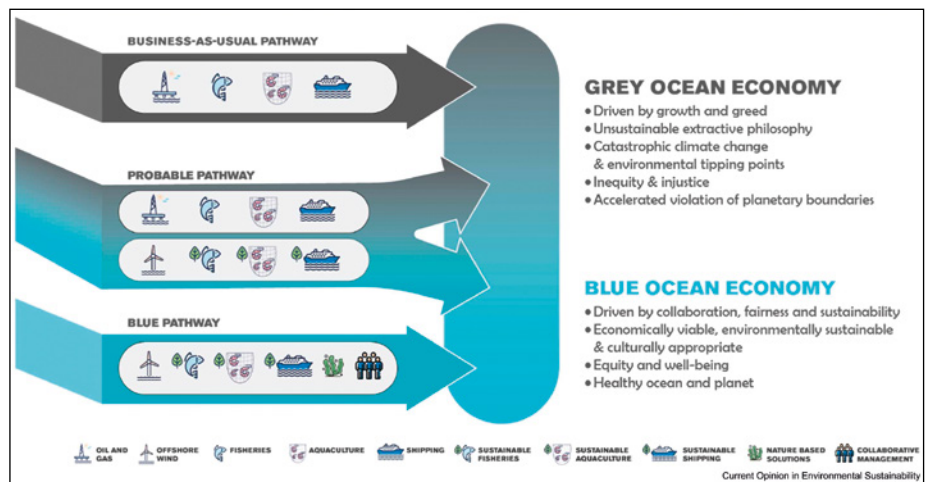 BUSINESS-AS-USUAL PATHWAY
PROBABLE PATHWAY
BLUE PATHWAY
GREY OCEAN ECONOMY
• Driven by growth and greed
• Unsustainable extractive philosophy
• Catastrophic climate change
& environmental tipping points
• Inequity & injustice
• Accelerated violation of planetary boundaries
BLUE OCEAN ECONOMY
• Driven by collaboration, fairness and sustainability
• Economically viable, environmentally sustainable
& culturally appropriate
• Equity and well-being
• Healthy ocean and planet
OIL AND
GAS
OFFSHORE
WIND
FISHERIES
AQUACULTURE
SHIPPING
SUSTAINABLE
FISHERIES
SUSTAINABLE
AQUACULTURE
SUSTAINABLE
SHIPPING
NATURE BASED
SOLUTIONS
COLLABORATIVE
MANAGEMENT
Current Opinion in Environmental Sustainability